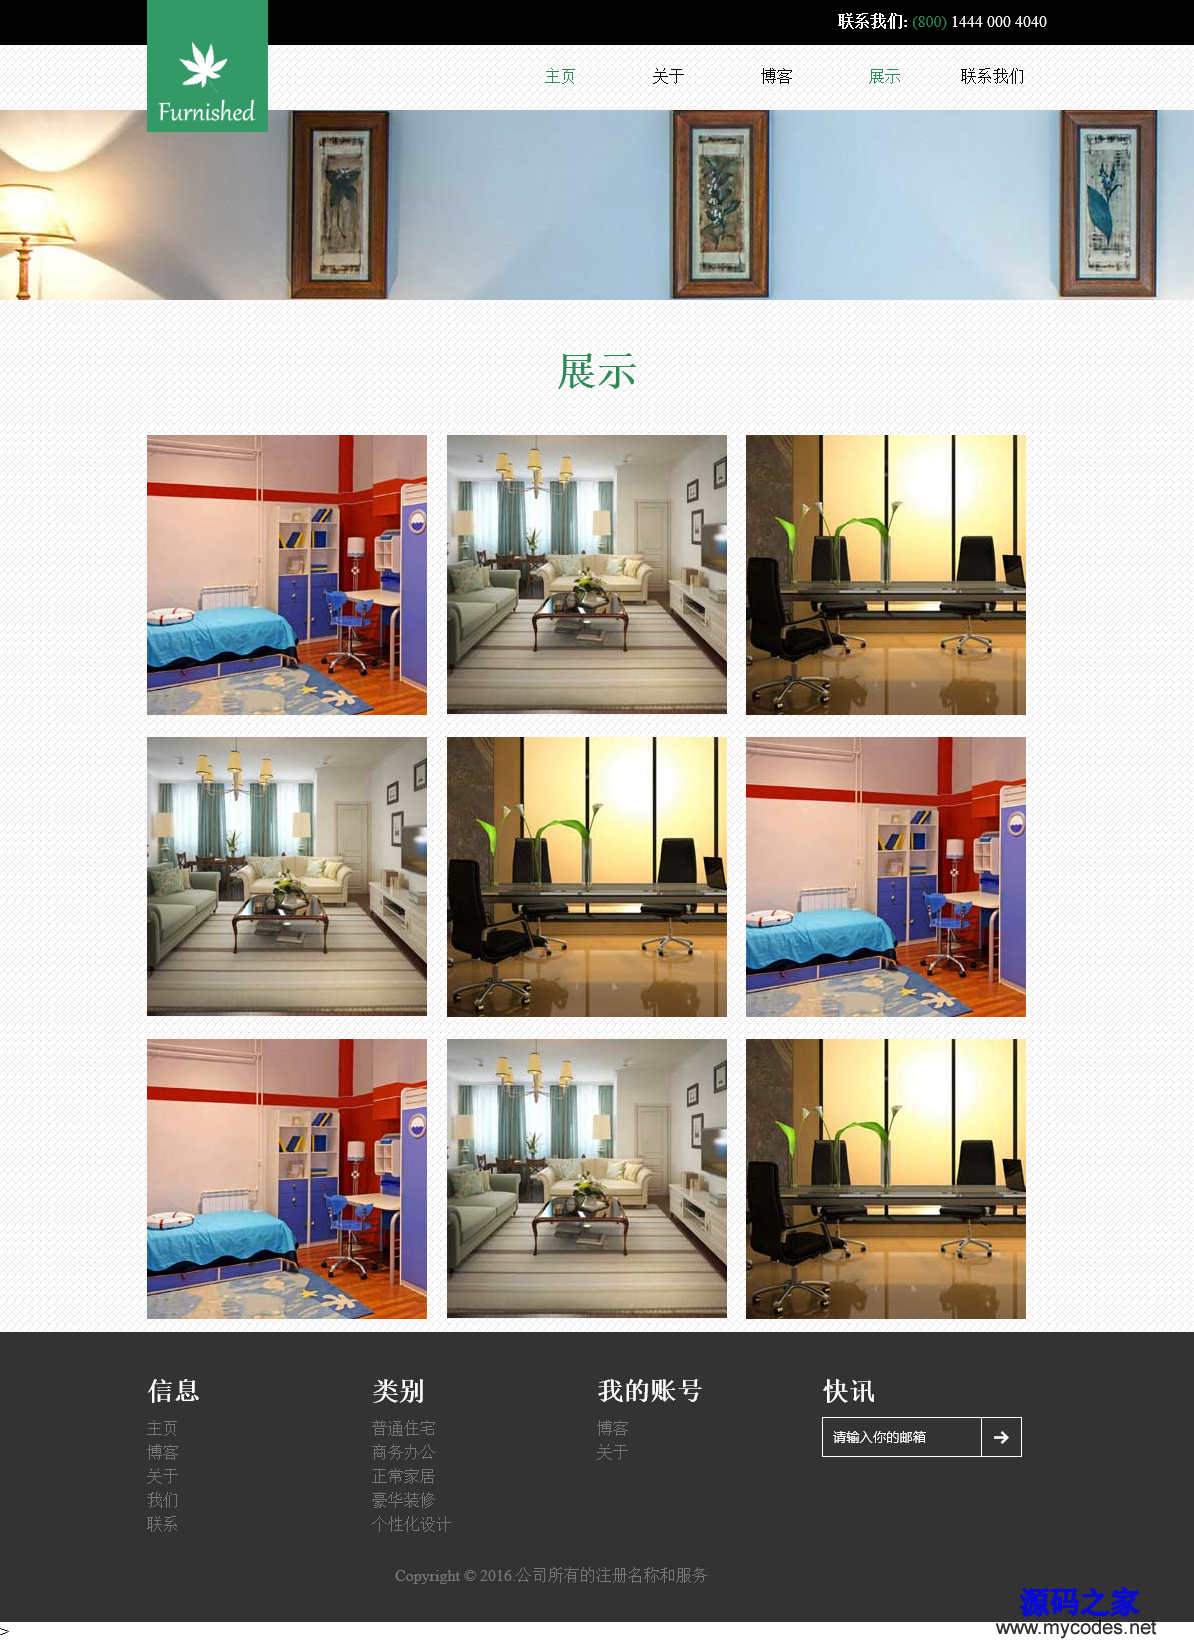 联系我们: (800) 1444 000 4040
Furnished
主页 关于 博客 展示 联系我们
展示
信息 类别 我的账号 快讯
主页 普通住宅 博客 请输入你的邮箱
博客 商务办公 关于
关于 正常家居
我们 豪华装修
联系 个性化设计
Copyright © 2016.公司所有的注册名称和服务
源码之家
www.mycodes.net
>